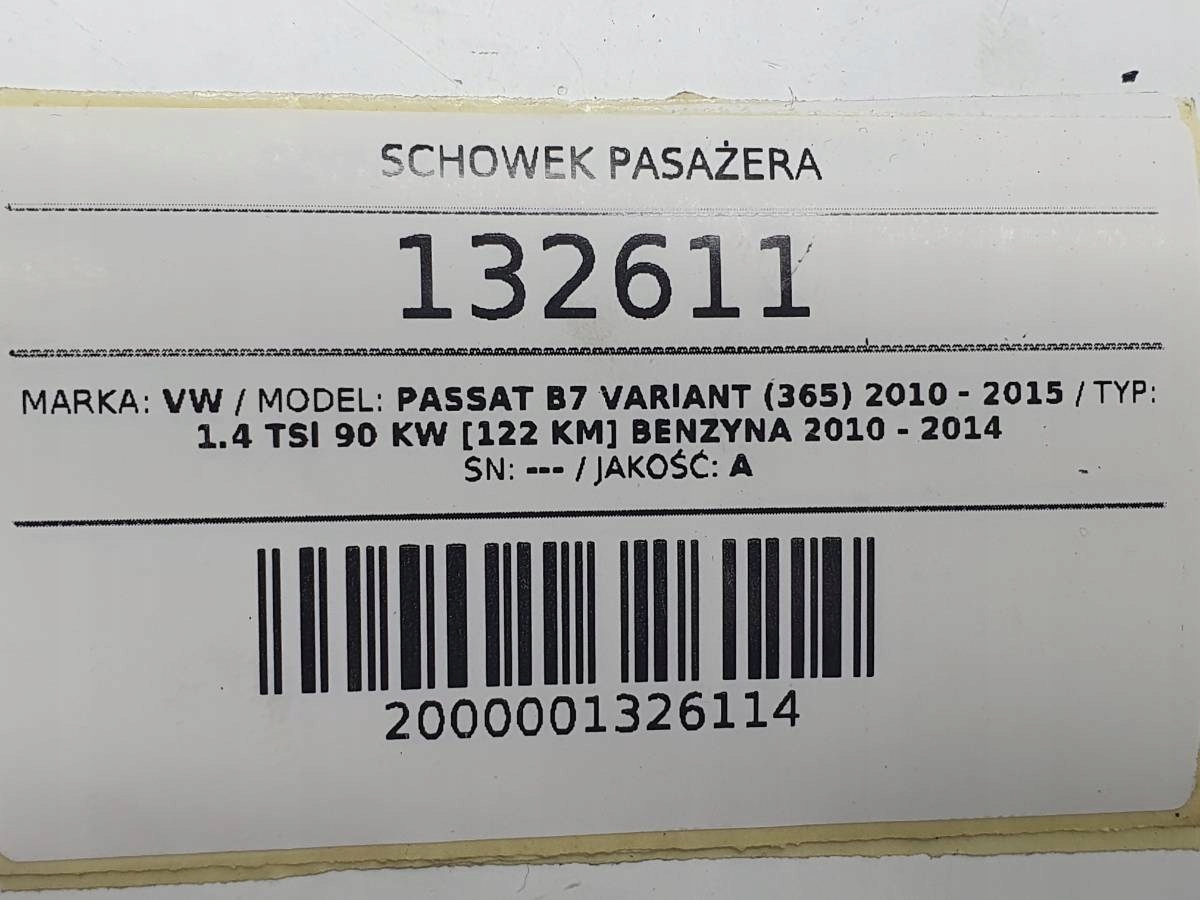 SCHOWEK PASAŻERA
132611
MARKA: VW / MODEL: PASSAT B7 VARIANT (365) 2010 - 2015 / TYP:
1.4 TSI 90 KW [122 KM] BENZYNA 2010 - 2014
SN: --- / JAKOŚĆ: A
2000001326114